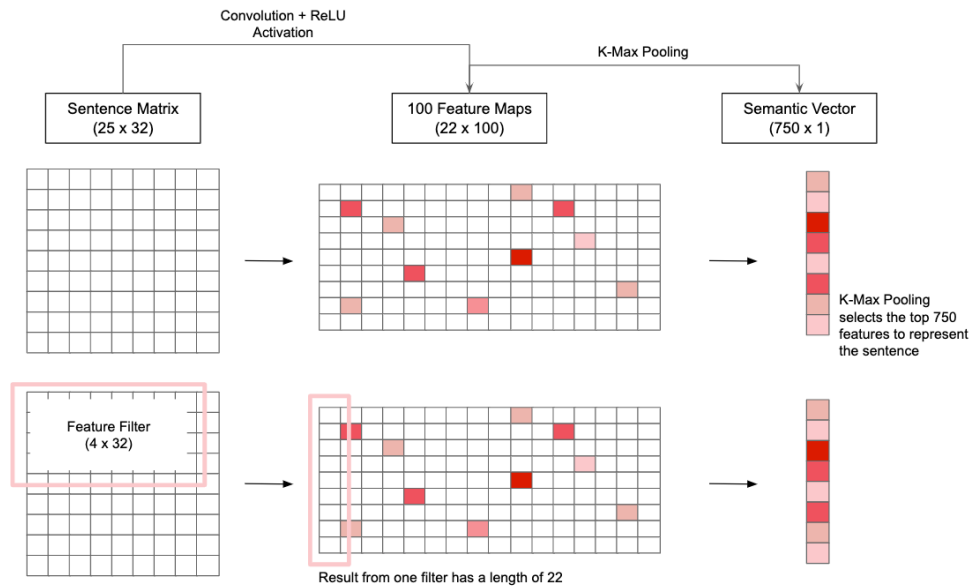 Convolution + ReLU
Activation
K-Max Pooling
Sentence Matrix
(25 x 32)
100 Feature Maps
(22 x 100)
Semantic Vector
(750 x 1)
K-Max Pooling
selects the top 750
features to represent
the sentence
Feature Filter
(4 x 32)
Result from one filter has a length of 22